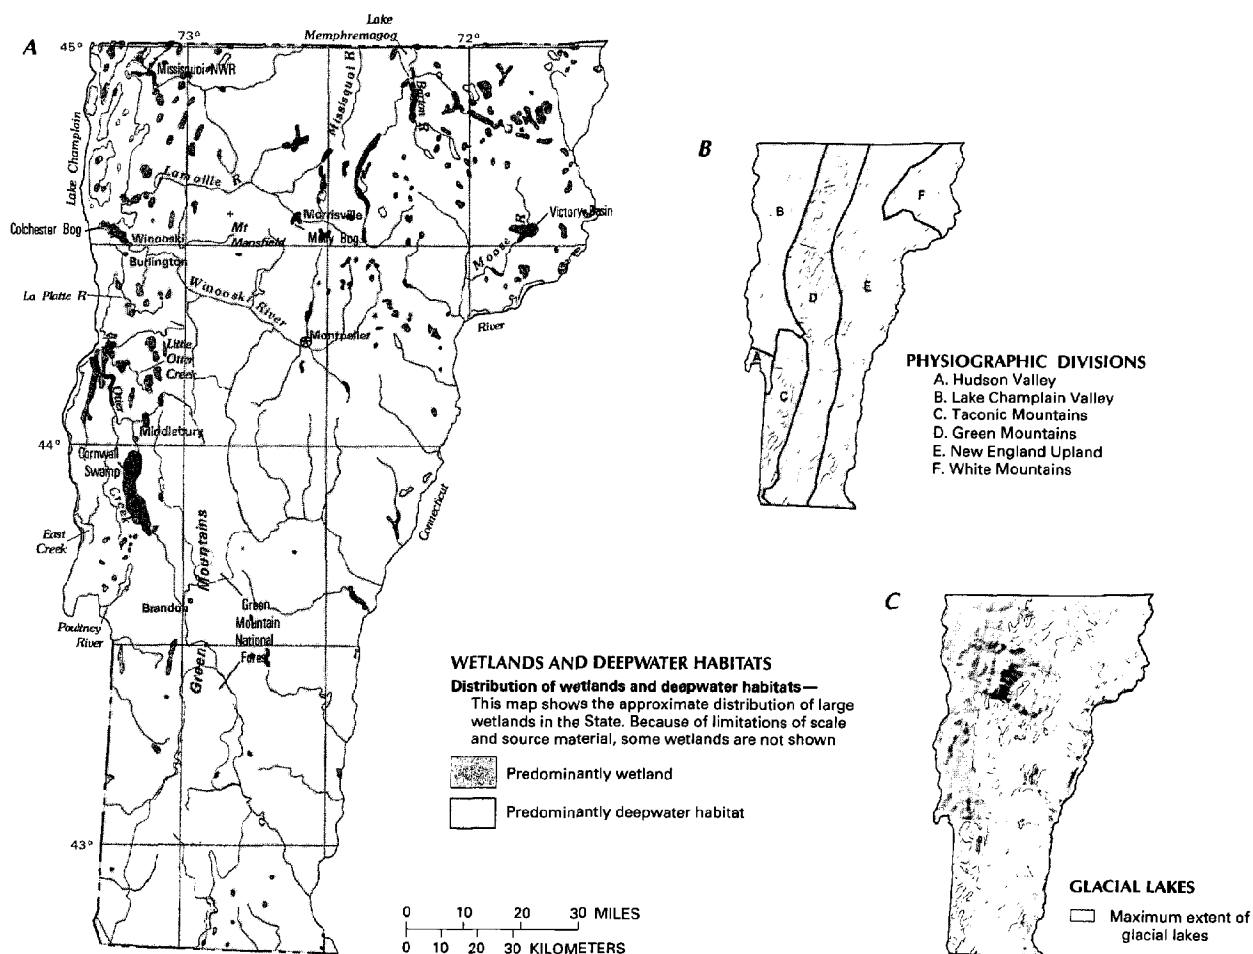 A
Lake
Memphremagog
45°
73°
72°
Missisquoi NWR
Missisquoi R
Barton R
Lake Champlain
Lamoille R
Mt
Mansfield
Morrisville
Molly Bog
Victory Basin
Moose R
Colchester Bog
Winooski
Burlington
La Platte R
Winooski River
Montpelier
River
Little
Otter
Creek
Otter
Middlebury
44°
Cornwall
Swamp
Creek
East
Creek
Connecticut
Mountains
Brandon
Green
Mountain
National
Forest
Poultney
River
Green
43°
WETLANDS AND DEEPWATER HABITATS
Distribution of wetlands and deepwater habitats—
This map shows the approximate distribution of large
wetlands in the State. Because of limitations of scale
and source material, some wetlands are not shown
Predominantly wetland
Predominantly deepwater habitat
0 10 20 30 MILES
0 10 20 30 KILOMETERS
B
B
F
D
E
A
C
PHYSIOGRAPHIC DIVISIONS
A. Hudson Valley
B. Lake Champlain Valley
C. Taconic Mountains
D. Green Mountains
E. New England Upland
F. White Mountains
C
GLACIAL LAKES
Maximum extent of
glacial lakes